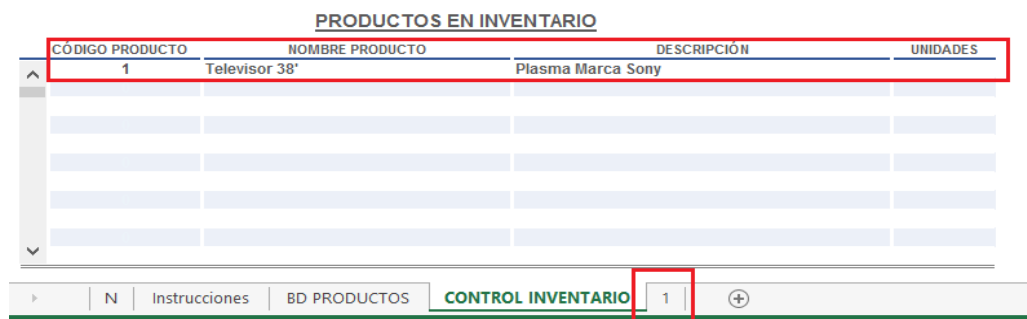 PRODUCTOS EN INVENTARIO
CÓDIGO PRODUCTO NOMBRE PRODUCTO DESCRIPCIÓN UNIDADES
1 Televisor 38' Plasma Marca Sony
N Instrucciones BD PRODUCTOS CONTROL INVENTARIO 1